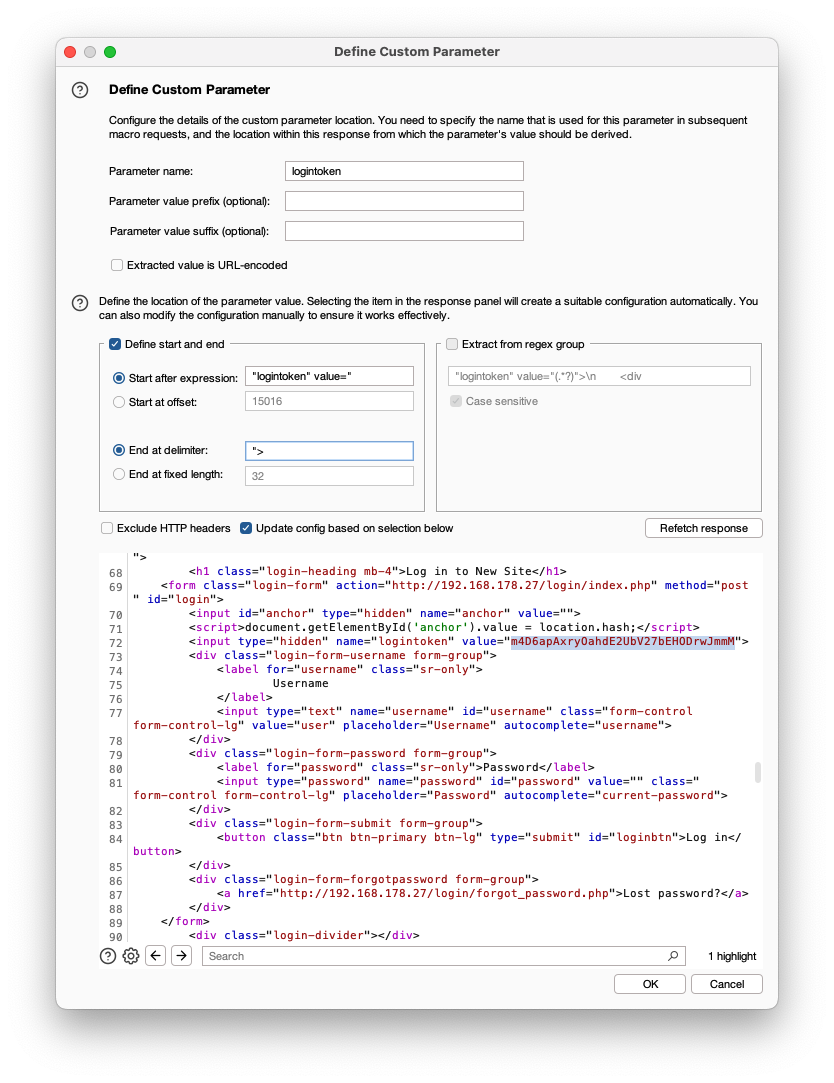 Define Custom Parameter
Define Custom Parameter
Configure the details of the custom parameter location. You need to specify the name that is used for this parameter in subsequent
macro requests, and the location within this response from which the parameter's value should be derived.
Parameter name:
logintoken
Parameter value prefix (optional):
Parameter value suffix (optional):
Extracted value is URL-encoded
Define the location of the parameter value. Selecting the item in the response panel will create a suitable configuration automatically. You
can also modify the configuration manually to ensure it works effectively.
Define start and end
Start after expression:
"logintoken" value="
Start at offset:
15016
End at delimiter:
">
End at fixed length:
32
Extract from regex group
"logintoken" value="(.*?)">\n        <div
Case sensitive
Exclude HTTP headers
Update config based on selection below
Refetch response
">
68         <h1 class="login-heading mb-4">Log in to New Site</h1>
69     <form class="login-form" action="http://192.168.178.27/login/index.php" method="post
" id="login">
70         <input id="anchor" type="hidden" name="anchor" value="">
71         <script>document.getElementById('anchor').value = location.hash;</script>
72         <input type="hidden" name="logintoken" value="m4D6apAxryOahdE2UbV27bEHODrwJmmM">
73         <div class="login-form-username form-group">
74             <label for="username" class="sr-only">
75                     Username
76             </label>
77             <input type="text" name="username" id="username" class="form-control
form-control-lg" value="user" placeholder="Username" autocomplete="username">
78         </div>
79         <div class="login-form-password form-group">
80             <label for="password" class="sr-only">Password</label>
81             <input type="password" name="password" id="password" value="" class="
form-control form-control-lg" placeholder="Password" autocomplete="current-password">
82         </div>
83         <div class="login-form-submit form-group">
84             <button class="btn btn-primary btn-lg" type="submit" id="loginbtn">Log in</
button>
85         </div>
86         <div class="login-form-forgotpassword form-group">
87             <a href="http://192.168.178.27/login/forgot_password.php">Lost password?</a>
88         </div>
89     </form>
90         <div class="login-divider"></div>
Search
1 highlight
OK
Cancel